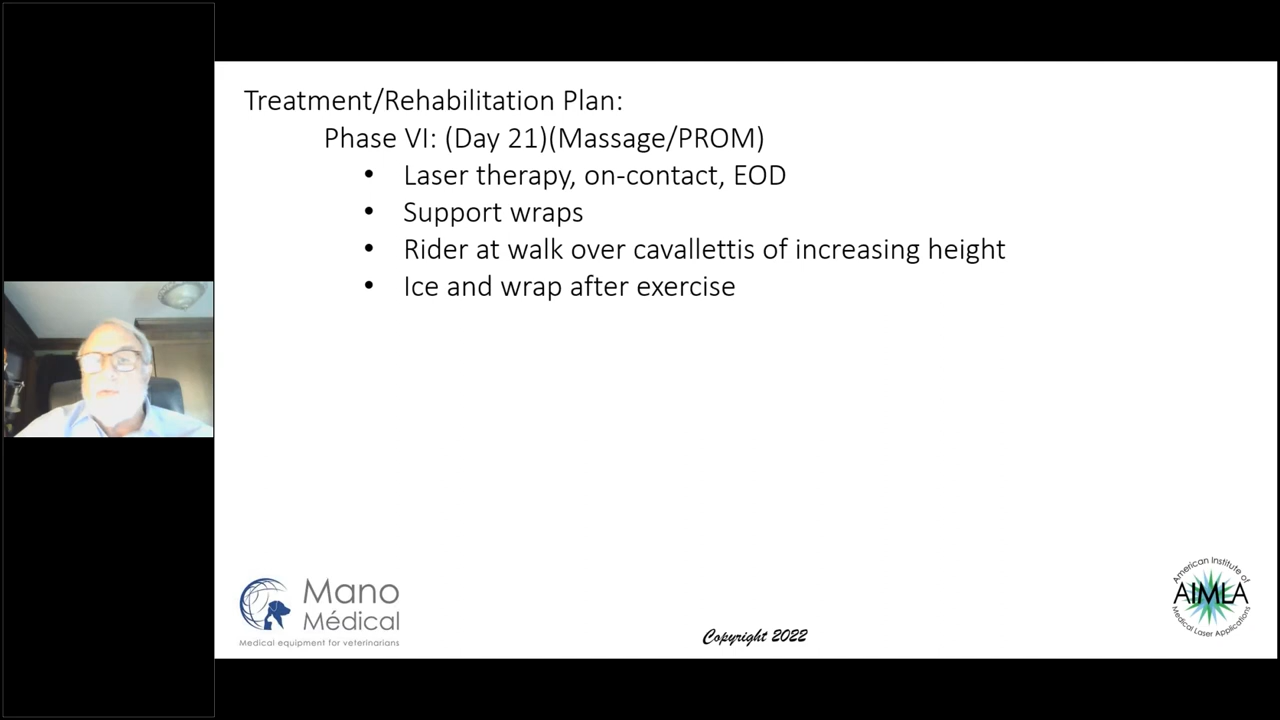 Treatment/Rehabilitation Plan:
Phase VI: (Day 21)(Massage/PROM)
• Laser therapy, on-contact, EOD
• Support wraps
• Rider at walk over cavallettis of increasing height
• Ice and wrap after exercise
Mano
Médical
Medical equipment for veterinarians
Copyright 2022
American Institute of
AIMLA
Medical Laser Applications